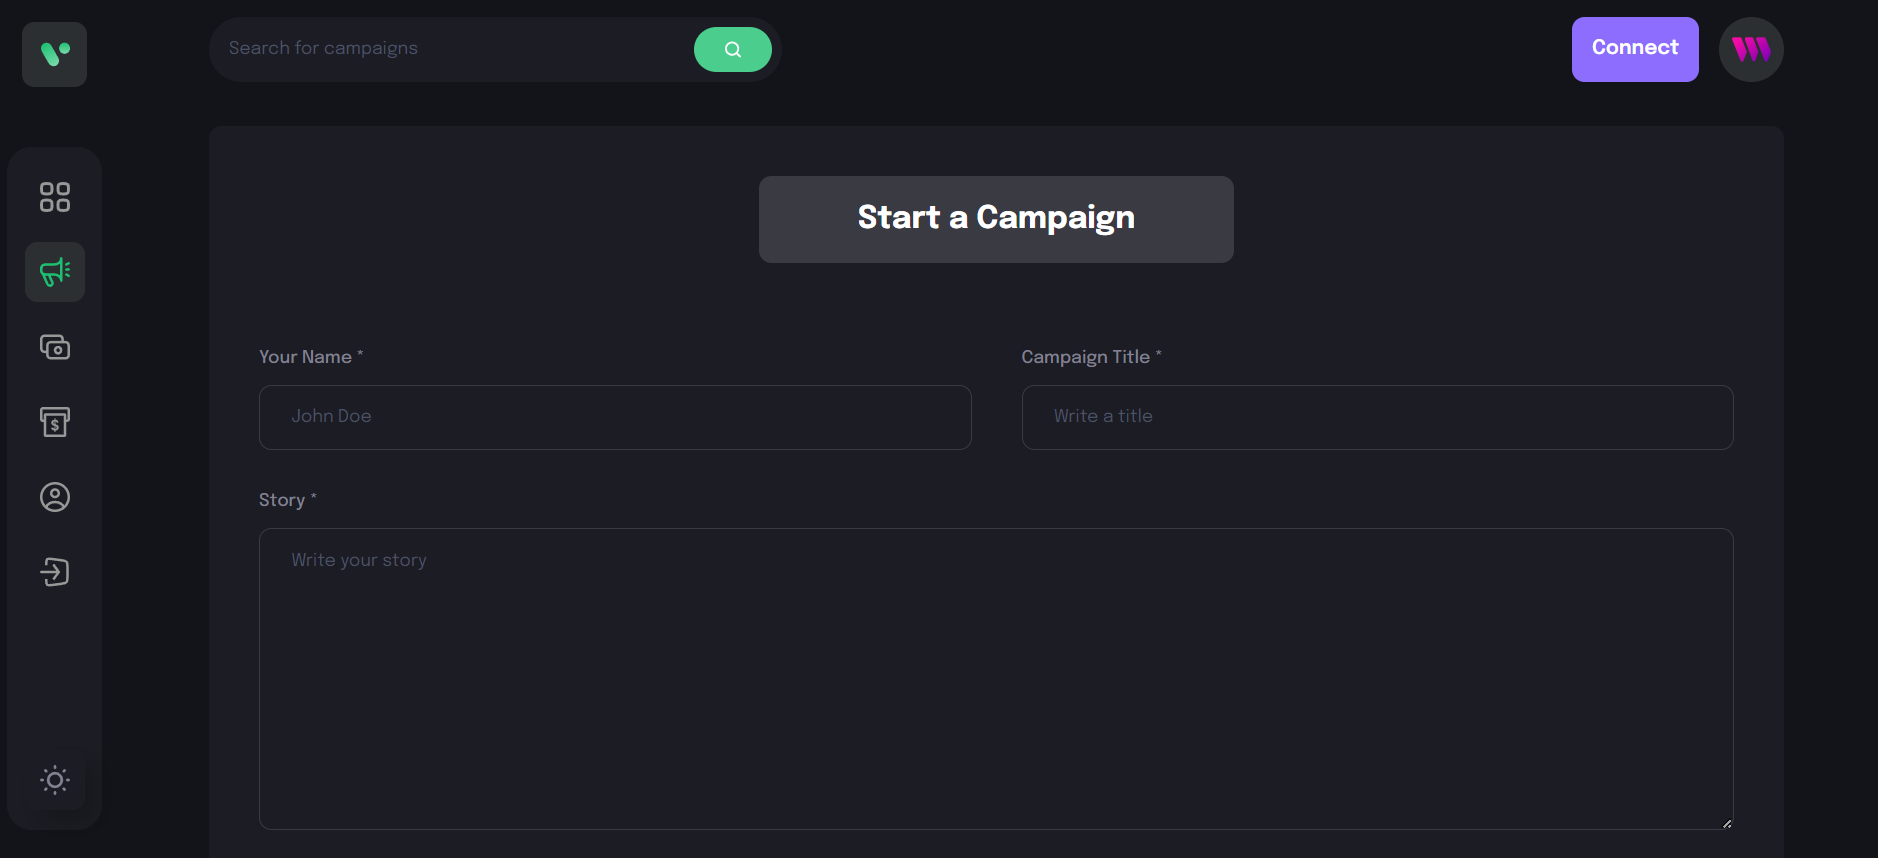 Search for campaigns
Connect
Start a Campaign
Your Name *
Campaign Title *
John Doe
Write a title
Story *
Write your story